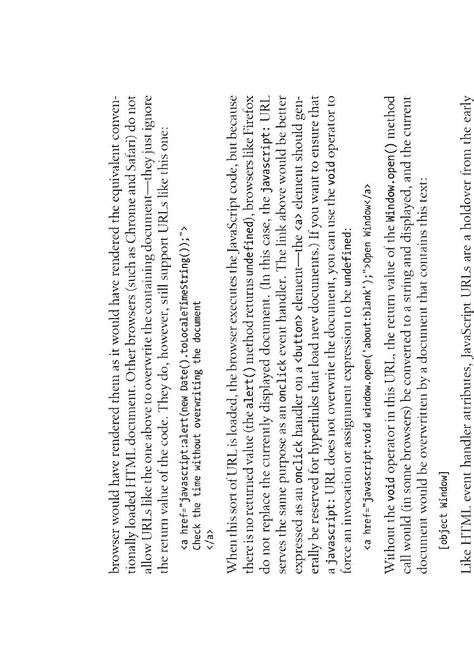 browser would have rendered them as it would have rendered the equivalent conven-
tionally loaded HTML document. Other browsers (such as Chrome and Safari) do not
allow URLs like the one above to overwrite the containing document—they just ignore
the return value of the code. They do, however, still support URLs like this one:
<a href="javascript:alert(new Date().toLocaleTimeString());">
Check the time without overwriting the document
</a>
When this sort of URL is loaded, the browser executes the JavaScript code, but because
there is no returned value (the alert() method returns undefined), browsers like Firefox
do not replace the currently displayed document. (In this case, the javascript: URL
serves the same purpose as an onclick event handler. The link above would be better
expressed as an onclick handler on a <button> element—the <a> element should gen-
erally be reserved for hyperlinks that load new documents.) If you want to ensure that
a javascript: URL does not overwrite the document, you can use the void operator to
force an invocation or assignment expression to be undefined:
<a href="javascript:void window.open('about:blank');">Open Window</a>
Without the void operator in this URL, the return value of the Window.open() method
call would (in some browsers) be converted to a string and displayed, and the current
document would be overwritten by a document that contains this text:
[object Window]
Like HTML event handler attributes, JavaScript URLs are a holdover from the early